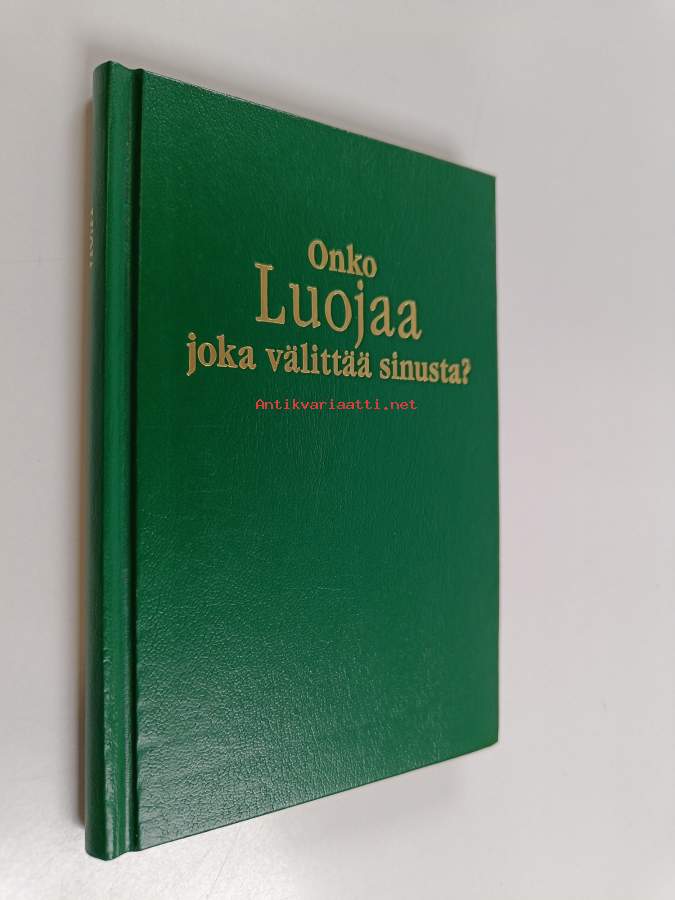 Onko
Luojaa
joka välittää sinusta?
Antikvariaatti.net